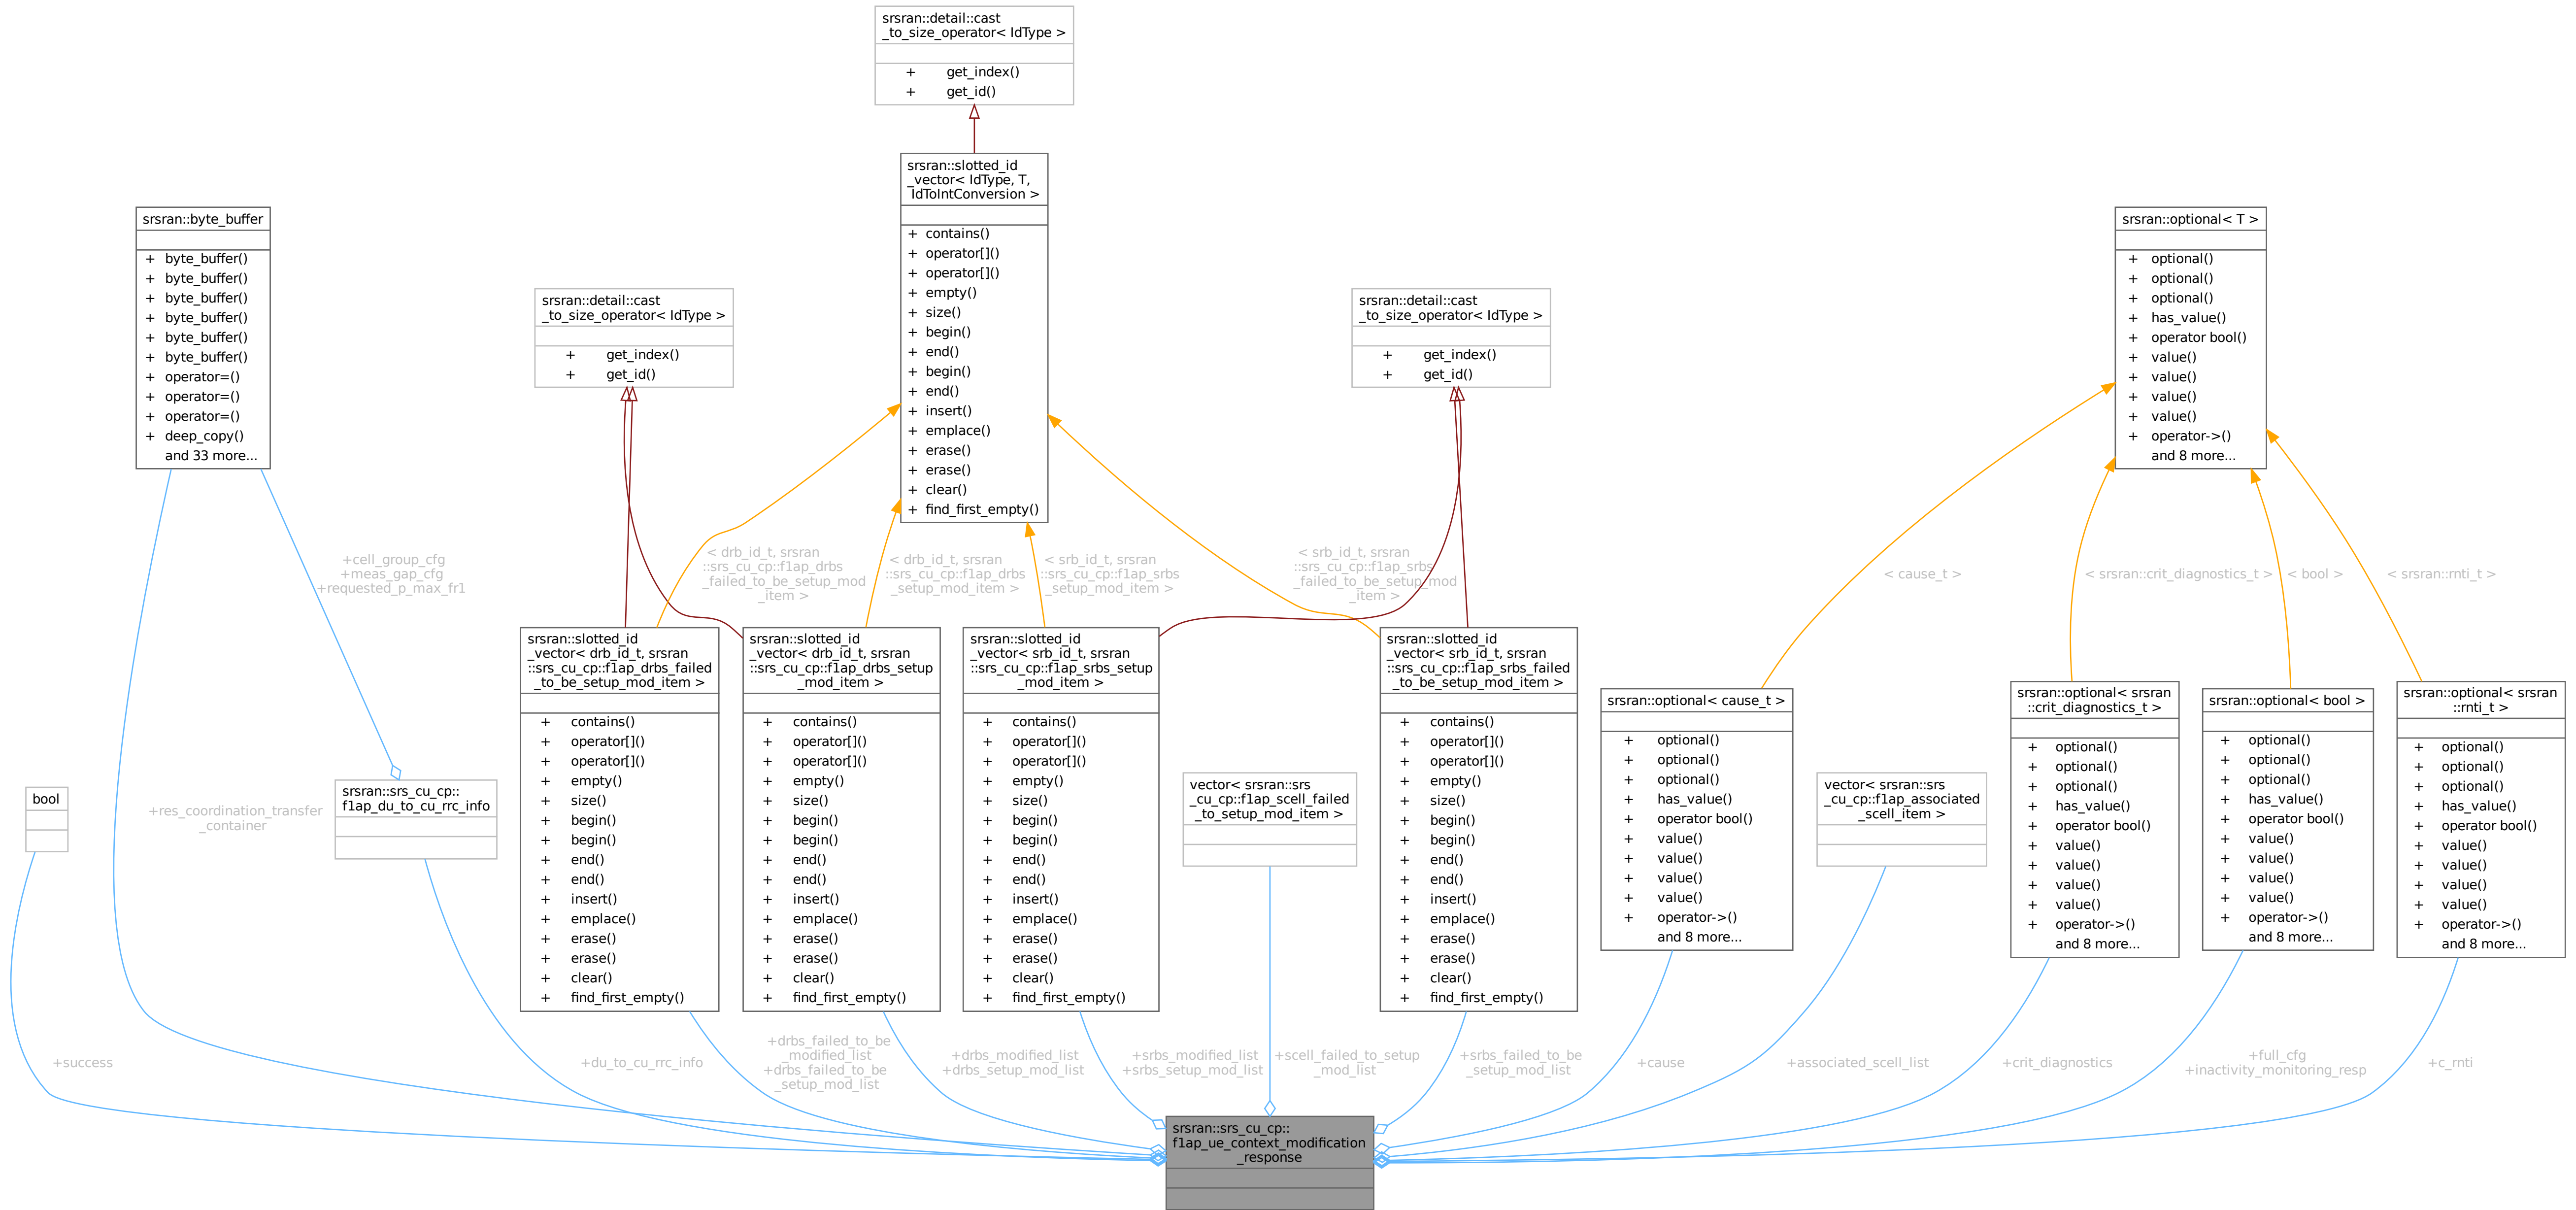 srsran::detail::cast
_to_size_operator< IdType >
+ get_index()
+ get_id()
srsran::slotted_id
_vector< IdType, T,
IdToIntConversion >
+ contains()
+ operator[]()
+ operator[]()
+ empty()
+ size()
+ begin()
+ end()
+ begin()
+ end()
+ insert()
+ emplace()
+ erase()
+ erase()
+ clear()
+ find_first_empty()
srsran::byte_buffer
+ byte_buffer()
+ byte_buffer()
+ byte_buffer()
+ byte_buffer()
+ byte_buffer()
+ byte_buffer()
+ operator=()
+ operator=()
+ operator=()
+ deep_copy()
and 33 more...
srsran::optional< T >
+ optional()
+ optional()
+ optional()
+ has_value()
+ operator bool()
+ value()
+ value()
+ value()
+ value()
+ operator->()
and 8 more...
srsran::detail::cast
_to_size_operator< IdType >
+ get_index()
+ get_id()
srsran::detail::cast
_to_size_operator< IdType >
+ get_index()
+ get_id()
+cell_group_cfg
+meas_gap_cfg
+requested_p_max_fr1
< drb_id_t, srsran
::srs_cu_cp::f1ap_drbs
_failed_to_be_setup_mod
_item >
< drb_id_t, srsran
::srs_cu_cp::f1ap_drbs
_setup_mod_item >
< srb_id_t, srsran
::srs_cu_cp::f1ap_srbs
_setup_mod_item >
< srb_id_t, srsran
::srs_cu_cp::f1ap_srbs
_failed_to_be_setup_mod
_item >
< cause_t >
< srsran::crit_diagnostics_t >
< bool >
< srsran::rnti_t >
bool
+res_coordination_transfer
_container
srsran::srs_cu_cp::
f1ap_du_to_cu_rrc_info
srsran::slotted_id
_vector< drb_id_t, srsran
::srs_cu_cp::f1ap_drbs_failed
_to_be_setup_mod_item >
+ contains()
+ operator[]()
+ operator[]()
+ empty()
+ size()
+ begin()
+ begin()
+ end()
+ end()
+ insert()
+ emplace()
+ erase()
+ erase()
+ clear()
+ find_first_empty()
srsran::slotted_id
_vector< drb_id_t, srsran
::srs_cu_cp::f1ap_drbs_setup
_mod_item >
+ contains()
+ operator[]()
+ operator[]()
+ empty()
+ size()
+ begin()
+ begin()
+ end()
+ end()
+ insert()
+ emplace()
+ erase()
+ erase()
+ clear()
+ find_first_empty()
srsran::slotted_id
_vector< srb_id_t, srsran
::srs_cu_cp::f1ap_srbs_setup
_mod_item >
+ contains()
+ operator[]()
+ operator[]()
+ empty()
+ size()
+ begin()
+ begin()
+ end()
+ end()
+ insert()
+ emplace()
+ erase()
+ erase()
+ clear()
+ find_first_empty()
vector< srsran::srs
_cu_cp::f1ap_scell_failed
_to_setup_mod_item >
srsran::slotted_id
_vector< srb_id_t, srsran
::srs_cu_cp::f1ap_srbs_failed
_to_be_setup_mod_item >
+ contains()
+ operator[]()
+ operator[]()
+ empty()
+ size()
+ begin()
+ begin()
+ end()
+ end()
+ insert()
+ emplace()
+ erase()
+ erase()
+ clear()
+ find_first_empty()
srsran::optional< cause_t >
+ optional()
+ optional()
+ optional()
+ has_value()
+ operator bool()
+ value()
+ value()
+ value()
+ value()
+ operator->()
and 8 more...
vector< srsran::srs
_cu_cp::f1ap_associated
_scell_item >
srsran::optional< srsran
::crit_diagnostics_t >
+ optional()
+ optional()
+ optional()
+ has_value()
+ operator bool()
+ value()
+ value()
+ value()
+ value()
+ operator->()
and 8 more...
srsran::optional< bool >
+ optional()
+ optional()
+ optional()
+ has_value()
+ operator bool()
+ value()
+ value()
+ value()
+ value()
+ operator->()
and 8 more...
srsran::optional< srsran
::rnti_t >
+ optional()
+ optional()
+ optional()
+ has_value()
+ operator bool()
+ value()
+ value()
+ value()
+ value()
+ operator->()
and 8 more...
+success
+du_to_cu_rrc_info
+drbs_failed_to_be
_modified_list
+drbs_failed_to_be
_setup_mod_list
+drbs_modified_list
+drbs_setup_mod_list
+srbs_modified_list
+srbs_setup_mod_list
+scell_failed_to_setup
_mod_list
+srbs_failed_to_be
_setup_mod_list
+cause
+associated_scell_list
+crit_diagnostics
+full_cfg
+inactivity_monitoring_resp
+c_rnti
srsran::srs_cu_cp::
f1ap_ue_context_modification
_response